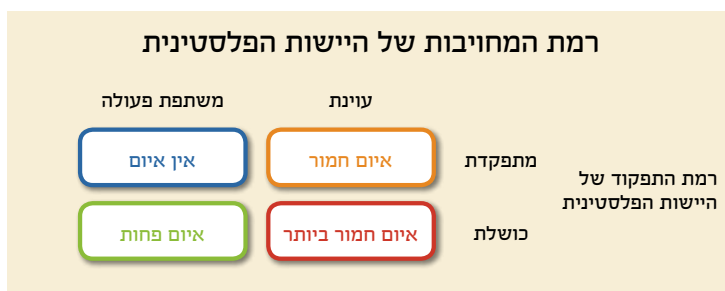 רמת המחויבות של היישות הפלסטינית
עוינת
משתפת פעולה
רמת התפקוד של
היישות הפלסטינית
מתפקדת
איום חמור
אין איום
כושלת
איום חמור ביותר
איום פחות